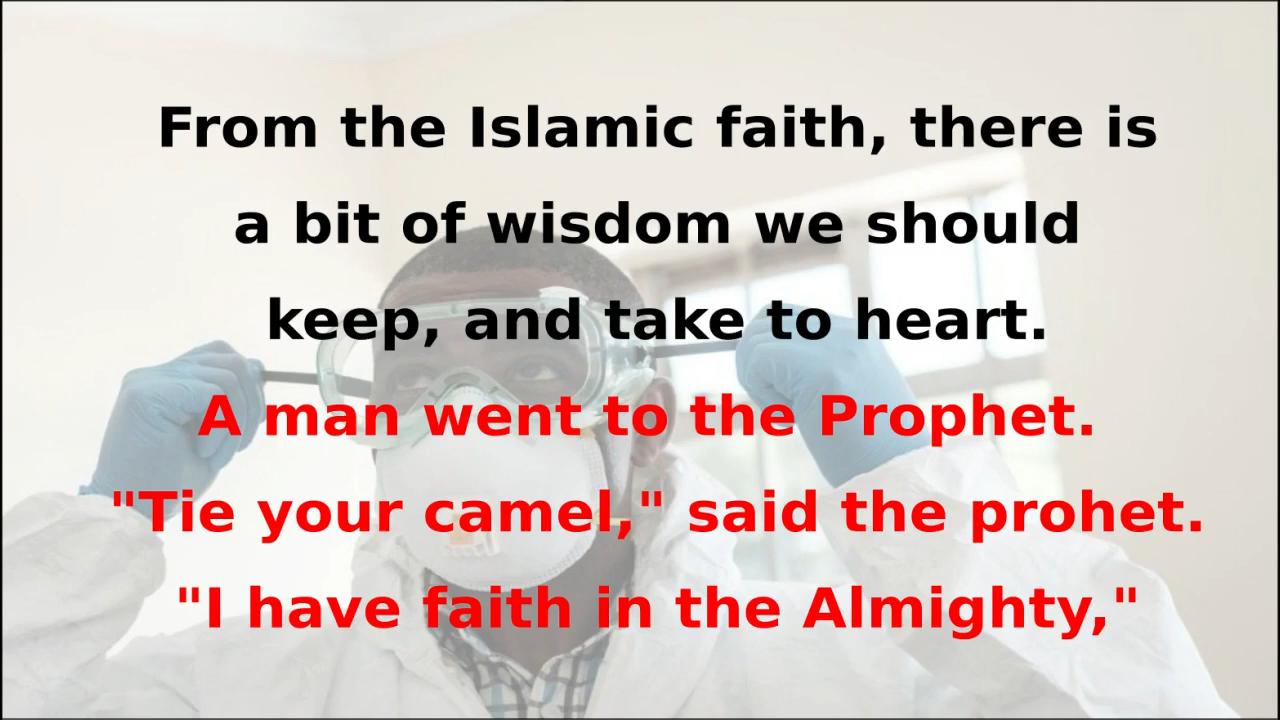 From the Islamic faith, there is
a bit of wisdom we should
keep, and take to heart.
A man went to the Prophet.
"Tie your camel," said the prohet.
"I have faith in the Almighty,"